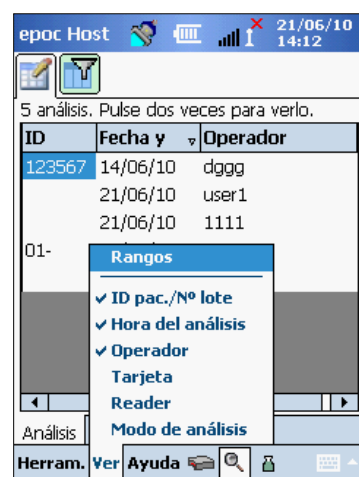 epoc Host 21/06/10
14:12
5 análisis. Pulse dos veces para verlo.
ID Fecha y Operador
123567 14/06/10 dggg
21/06/10 user1
21/06/10 1111
01-
Rangos
ID pac./Nº lote
Hora del análisis
Operador
Tarjeta
Reader
Modo de análisis
Análisis
Herram. Ver Ayuda